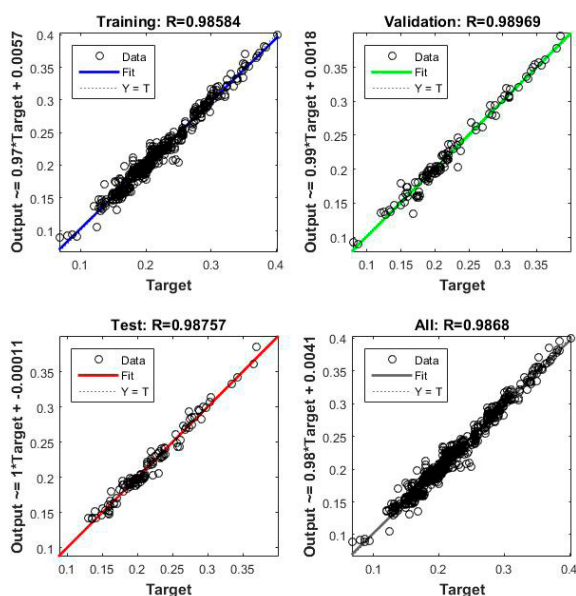 Training: R=0.98584
Output ~= 0.97*Target + 0.0057
0.4
0.35
0.3
0.25
0.2
0.15
0.1
Data
Fit
Y = T
0.1
0.2
0.3
0.4
Target
Validation: R=0.98969
Output ~= 0.99*Target + 0.0018
0.4
0.35
0.3
0.25
0.2
0.15
0.1
Data
Fit
Y = T
0.1
0.15
0.2
0.25
0.3
0.35
Target
Test: R=0.98757
Output ~= 1*Target + -0.00011
0.4
0.35
0.3
0.25
0.2
0.15
0.1
Data
Fit
Y = T
0.1
0.15
0.2
0.25
0.3
0.35
Target
All: R=0.9868
Output ~= 0.98*Target + 0.0041
0.4
0.35
0.3
0.25
0.2
0.15
0.1
Data
Fit
Y = T
0.1
0.2
0.3
0.4
Target